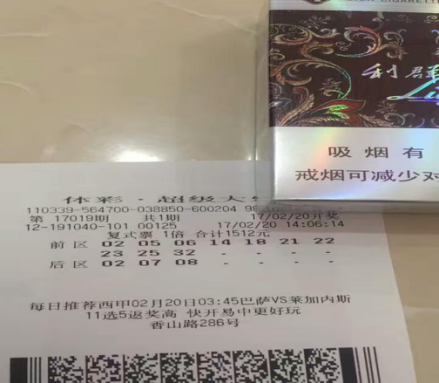 利群
吸烟有
戒烟可减少对
体彩·超级大
110339-564700-038850-600204
第 17019期 共1期 17/02/20开奖
12-191040-101 00125 17/02/20 14:06:14
复式票 1倍 合计1512元
前区 02 05 06 14 18 21 22
23 25 32 - - - -
后区 02 07 08 - - - -
每日推荐西甲02月20日03:45巴萨VS莱加内斯
11选5返奖高 快开易中更好玩
香山路286号